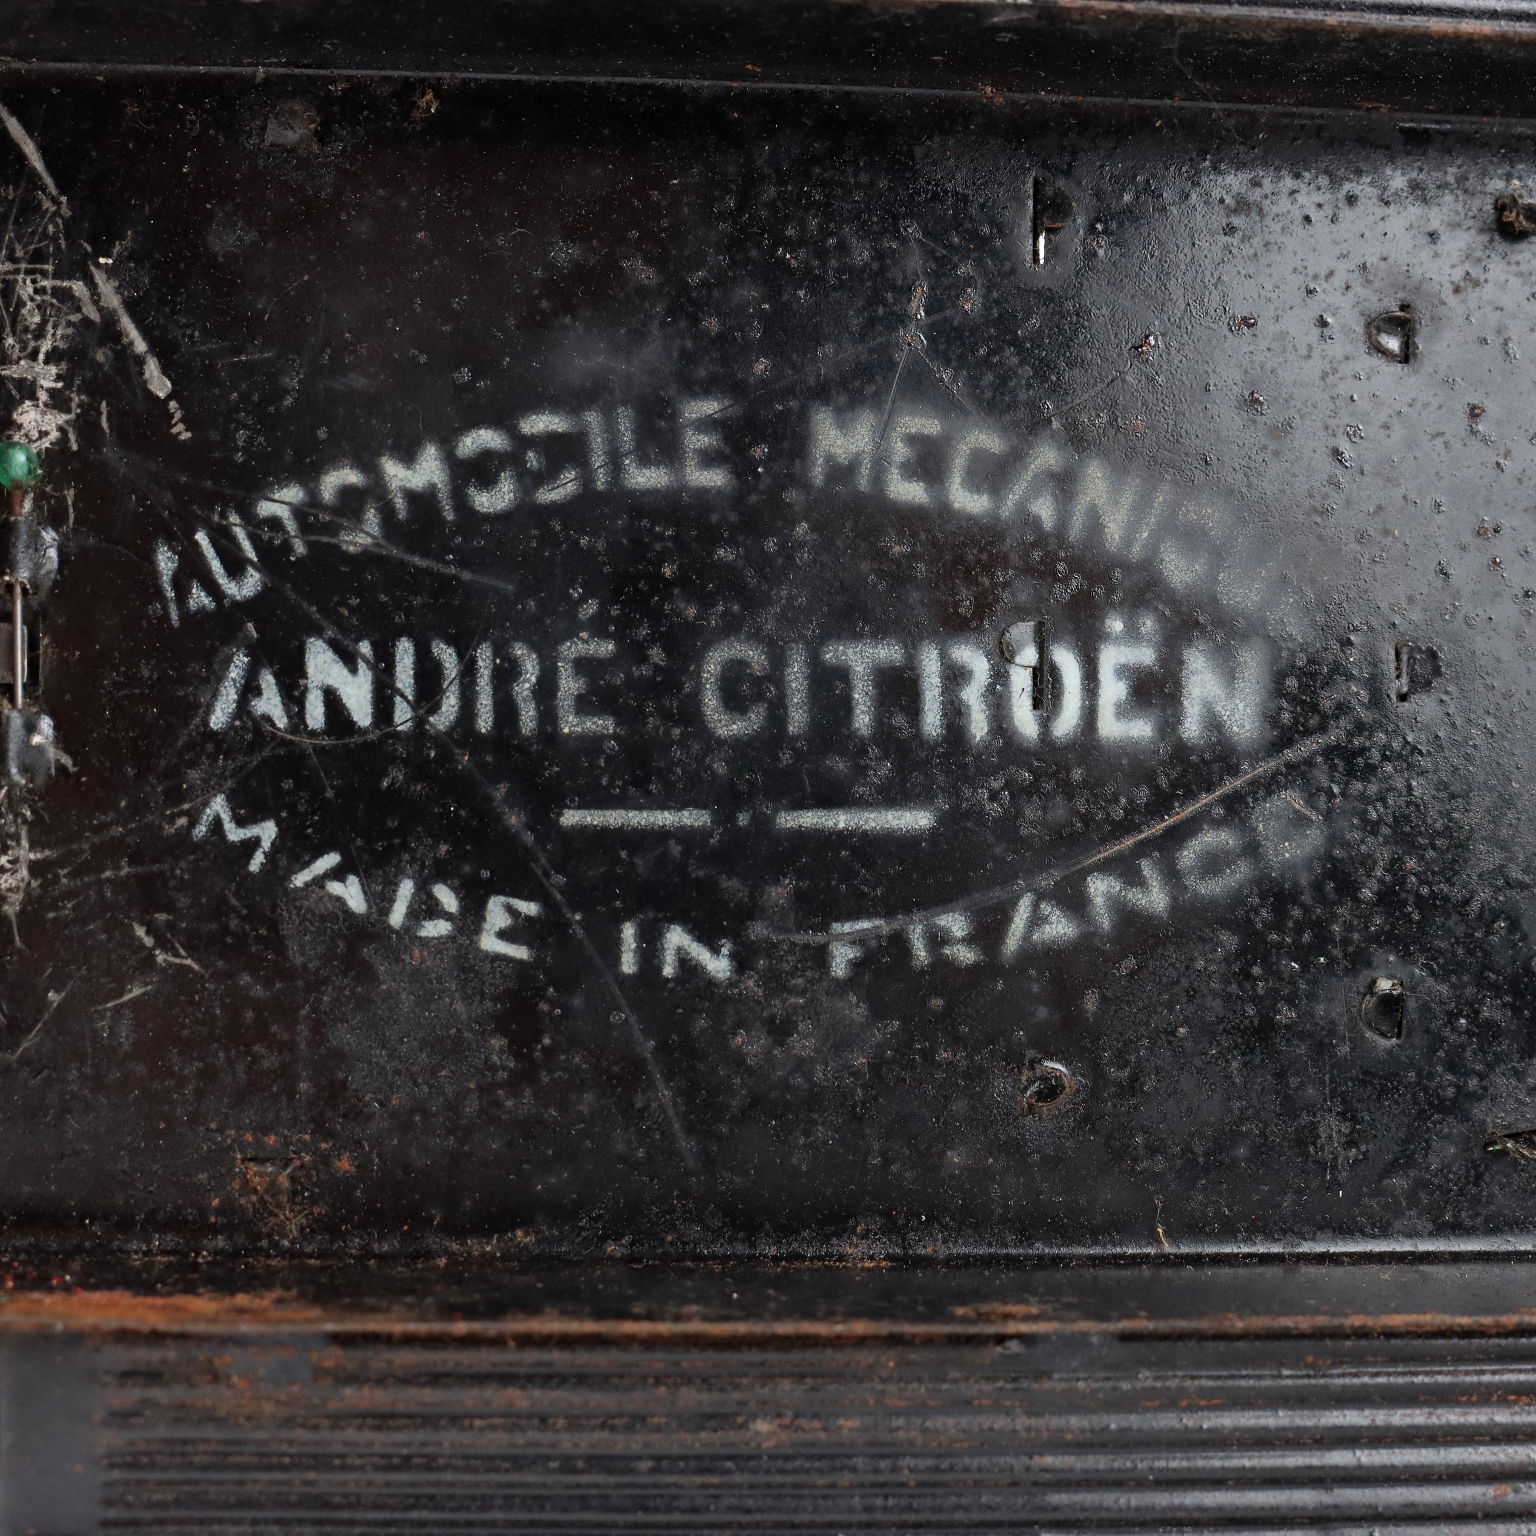 AUTOMOBILE MECANIQUE
ANDRÉ CITROËN
MADE IN FRANCE